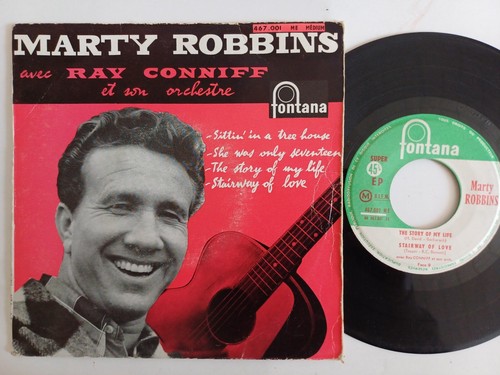 467.001 ME MÉDIUM
MARTY ROBBINS
avec RAY CONNIFF
et son orchestre
fontana
- Sittin' in a tree house
- She was only seventeen
- The story of my life
- Stairway of love
fontana
SUPER
45
EP
M
Marty
ROBBINS
THE STORY OF MY LIFE
STAIRWAY OF LOVE
Face B